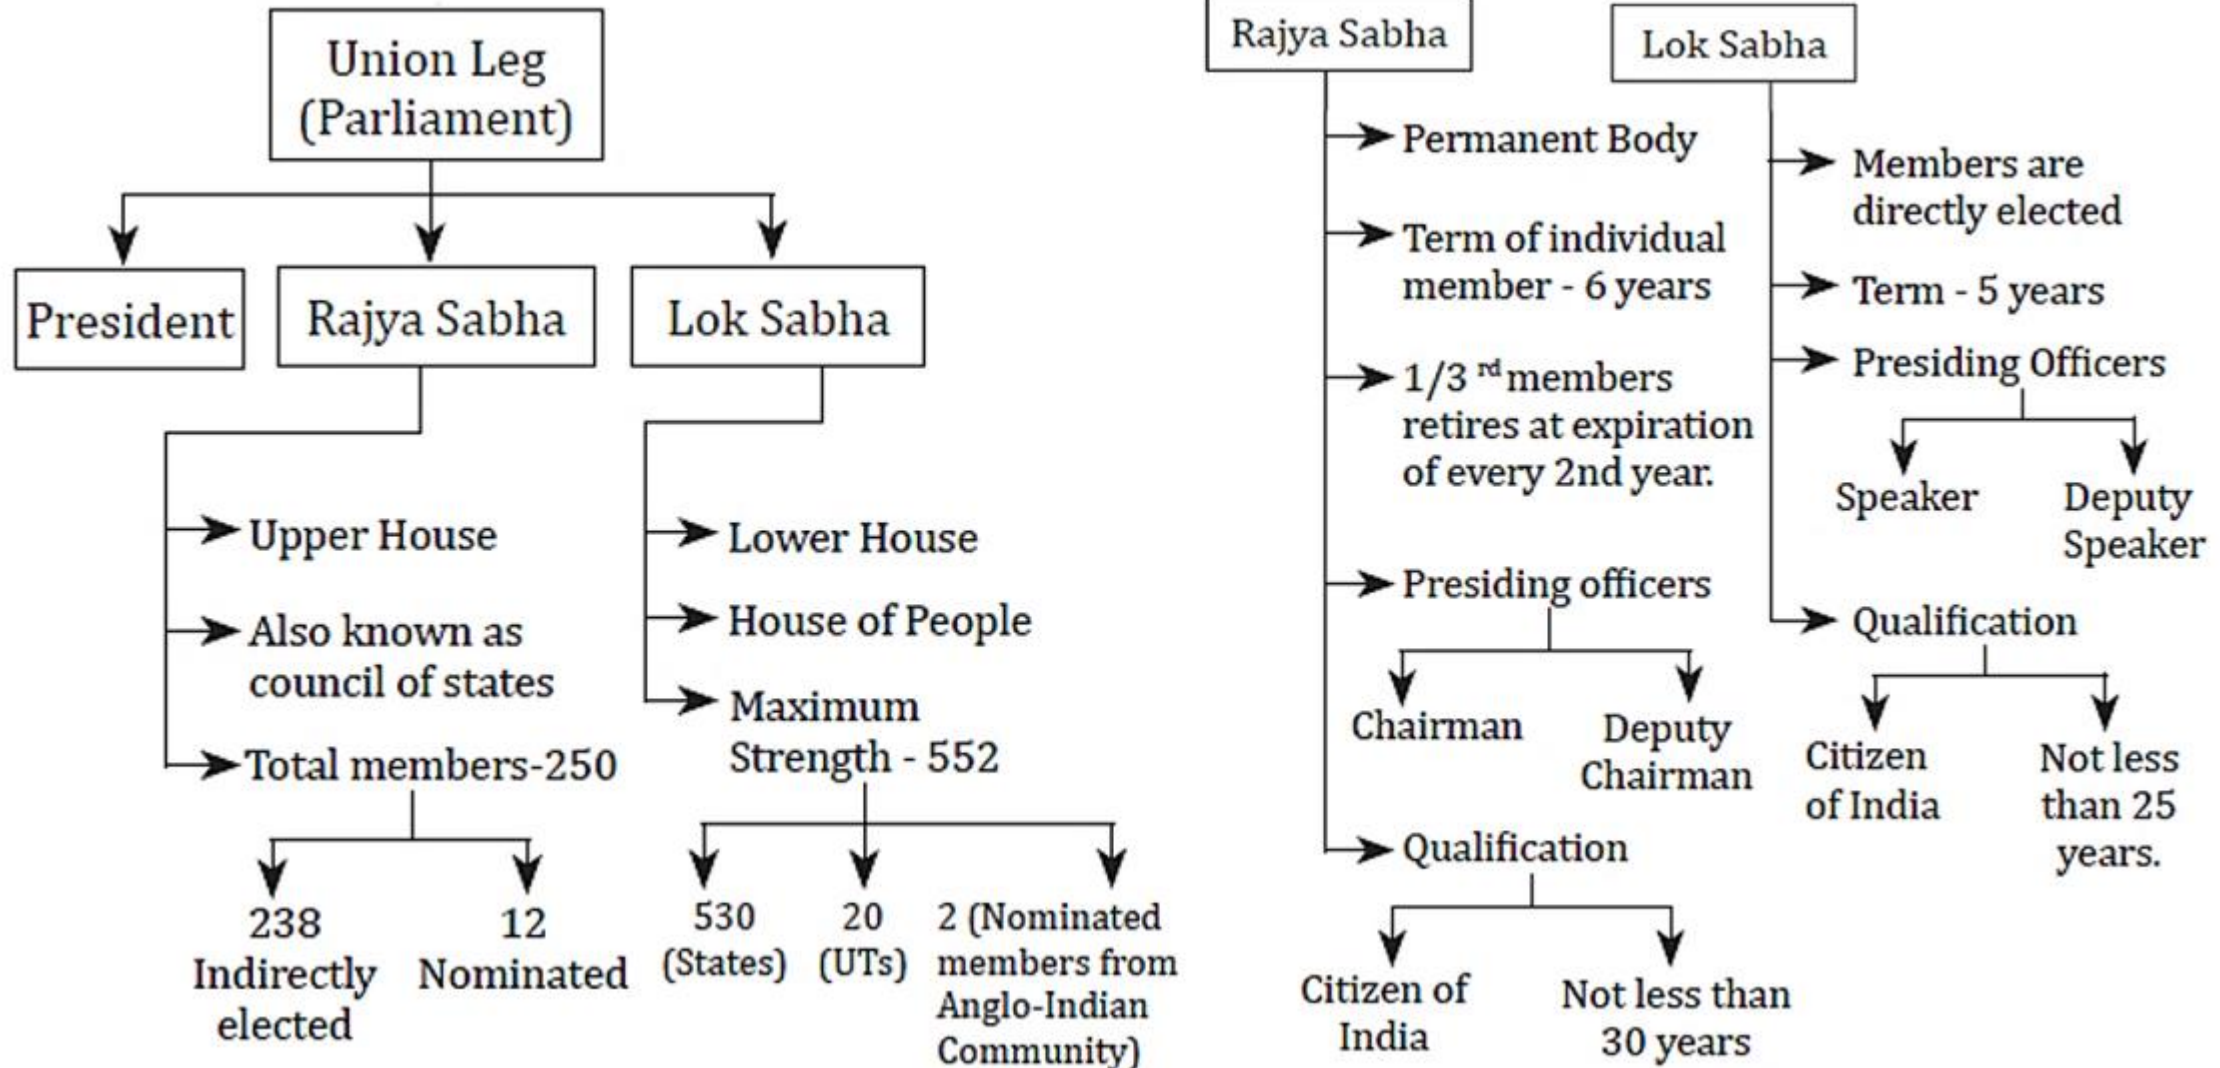 Union Leg
(Parliament)
President
Rajya Sabha
Lok Sabha
Upper House
Also known as
council of states
Total members-250
238
Indirectly
elected
12
Nominated
Lower House
House of People
Maximum
Strength - 552
530
(States)
20
(UTs)
2 (Nominated
members from
Anglo-Indian
Community)
Rajya Sabha
Permanent Body
Term of individual
member - 6 years
1/3 rd members
retires at expiration
of every 2nd year.
Presiding officers
Chairman
Deputy
Chairman
Qualification
Citizen of
India
Not less than
30 years
Lok Sabha
Members are
directly elected
Term - 5 years
Presiding Officers
Speaker
Deputy
Speaker
Qualification
Citizen
of India
Not less
than 25
years.